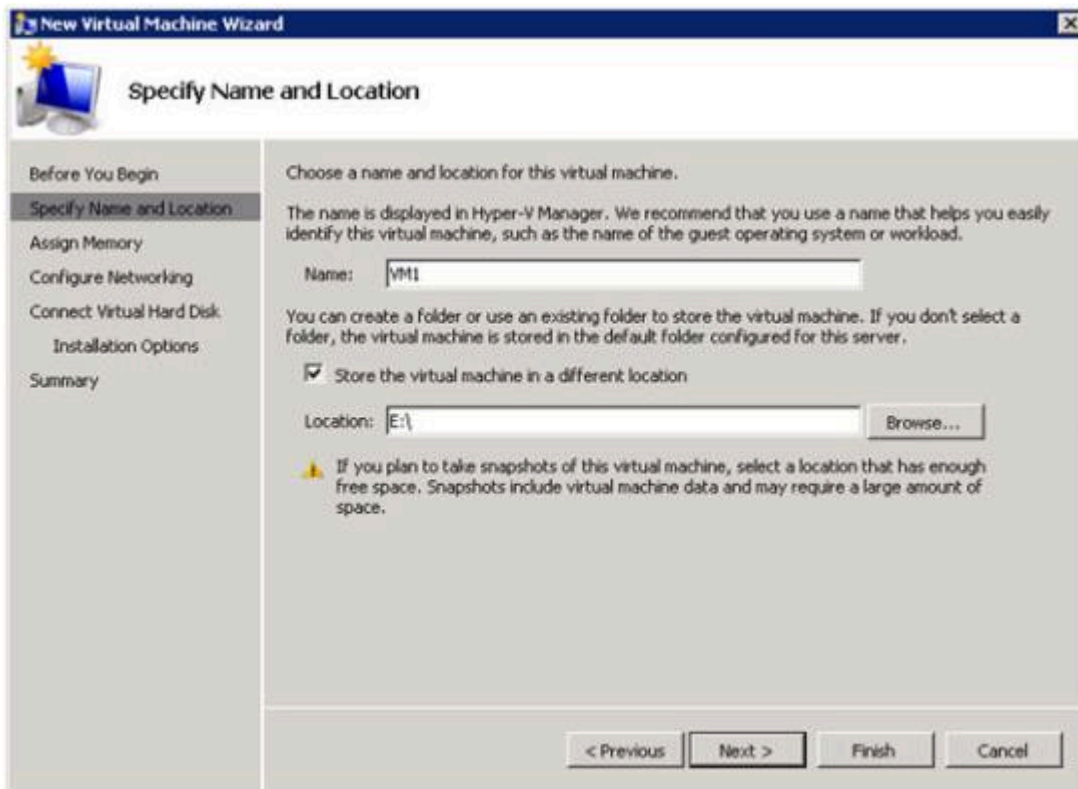 New Virtual Machine Wizard
Specify Name and Location
Before You Begin
Specify Name and Location
Assign Memory
Configure Networking
Connect Virtual Hard Disk
Installation Options
Summary
Choose a name and location for this virtual machine.
The name is displayed in Hyper-V Manager. We recommend that you use a name that helps you easily
identify this virtual machine, such as the name of the guest operating system or workload.
Name: VM1
You can create a folder or use an existing folder to store the virtual machine. If you don't select a
folder, the virtual machine is stored in the default folder configured for this server.
Store the virtual machine in a different location
Location: E:\ Browse...
If you plan to take snapshots of this virtual machine, select a location that has enough
free space. Snapshots include virtual machine data and may require a large amount of
space.
< Previous Next > Finish Cancel